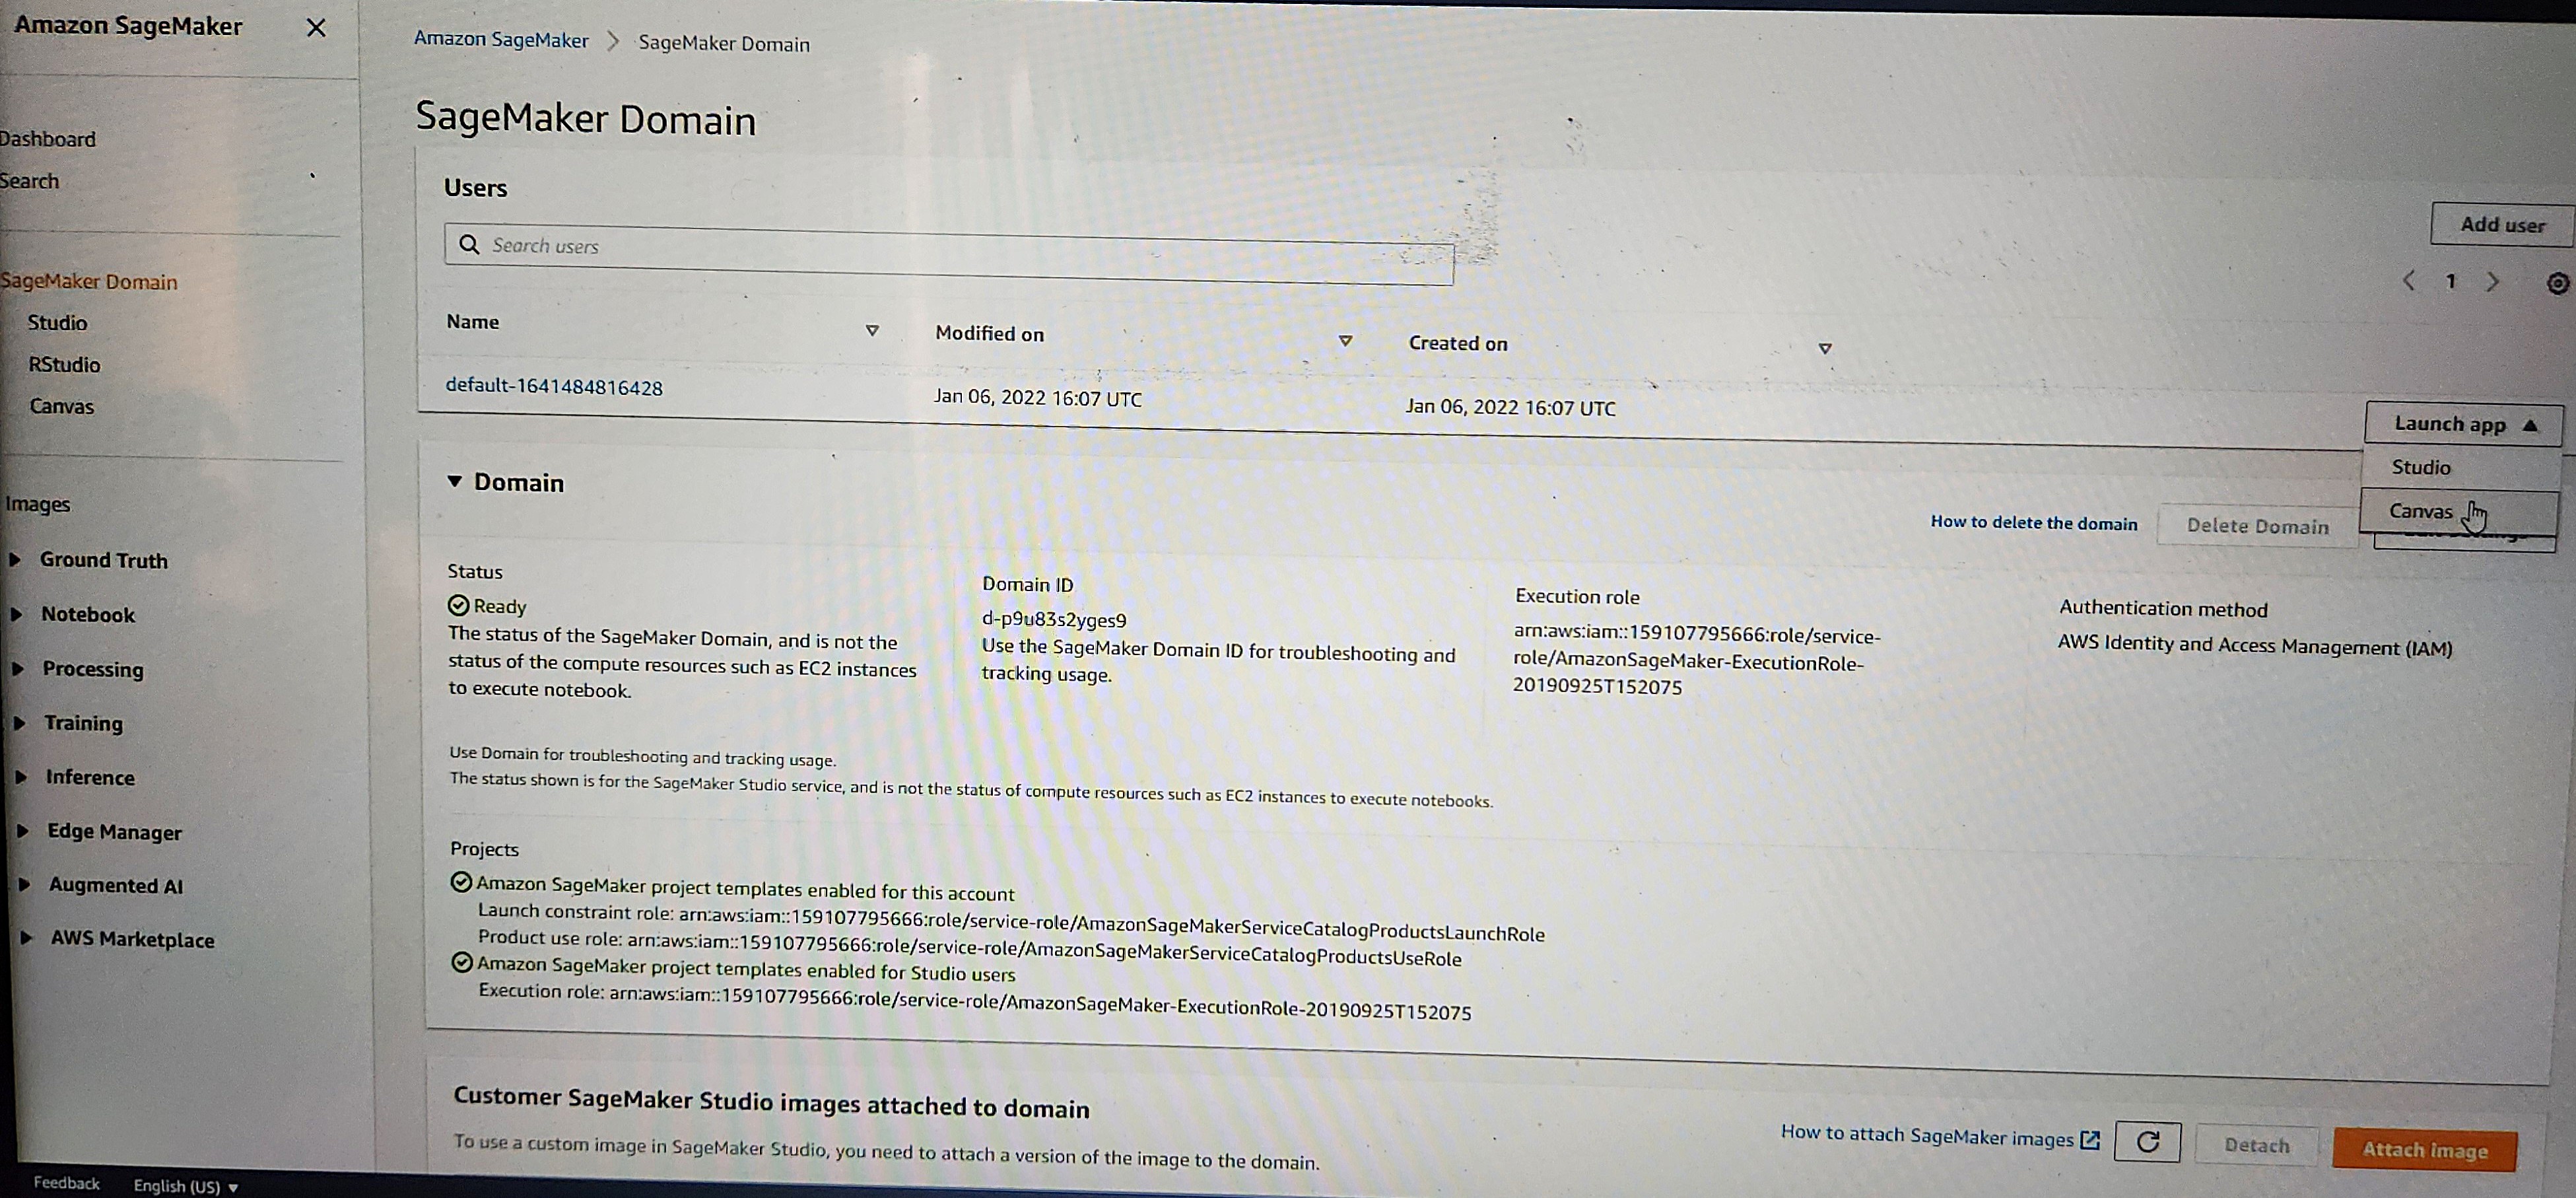 Amazon SageMaker
Dashboard
Search
SageMaker Domain
Studio
RStudio
Canvas
Images
Ground Truth
Notebook
Processing
Training
Inference
Edge Manager
Augmented AI
AWS Marketplace
Amazon SageMaker > SageMaker Domain
SageMaker Domain
Users
Add user
Search users
1
Name Modified on Created on
default-1641484816428 Jan 06, 2022 16:07 UTC Jan 06, 2022 16:07 UTC
Launch app
Studio
Canvas
Domain
How to delete the domain Delete Domain
Status
Ready
The status of the SageMaker Domain, and is not the
status of the compute resources such as EC2 instances
to execute notebook.
Domain ID
d-p9u83s2yges9
Use the SageMaker Domain ID for troubleshooting and
tracking usage.
Execution role
arn:aws:iam::159107795666:role/service-
role/AmazonSageMaker-ExecutionRole-
20190925T152075
Authentication method
AWS Identity and Access Management (IAM)
Use Domain for troubleshooting and tracking usage.
The status shown is for the SageMaker Studio service, and is not the status of compute resources such as EC2 instances to execute notebooks.
Projects
Amazon SageMaker project templates enabled for this account
Launch constraint role: arn:aws:iam::159107795666:role/service-role/AmazonSageMakerServiceCatalogProductsLaunchRole
Product use role: arn:aws:iam::159107795666:role/service-role/AmazonSageMakerServiceCatalogProductsUseRole
Amazon SageMaker project templates enabled for Studio users
Execution role: arn:aws:iam::159107795666:role/service-role/AmazonSageMaker-ExecutionRole-20190925T152075
Customer SageMaker Studio images attached to domain
To use a custom image in SageMaker Studio, you need to attach a version of the image to the domain.
How to attach SageMaker images
Detach
Attach image
Feedback English (US)